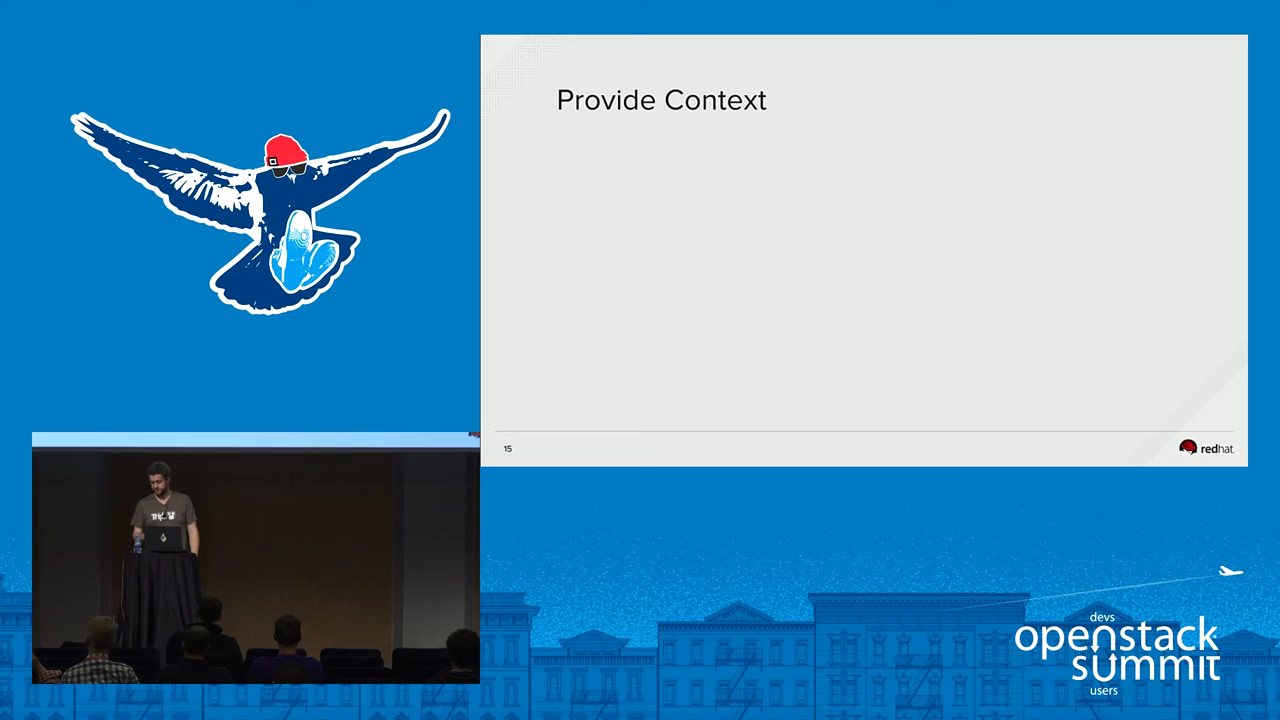 Provide Context
15
redhat.
devs
openstack
summit
users